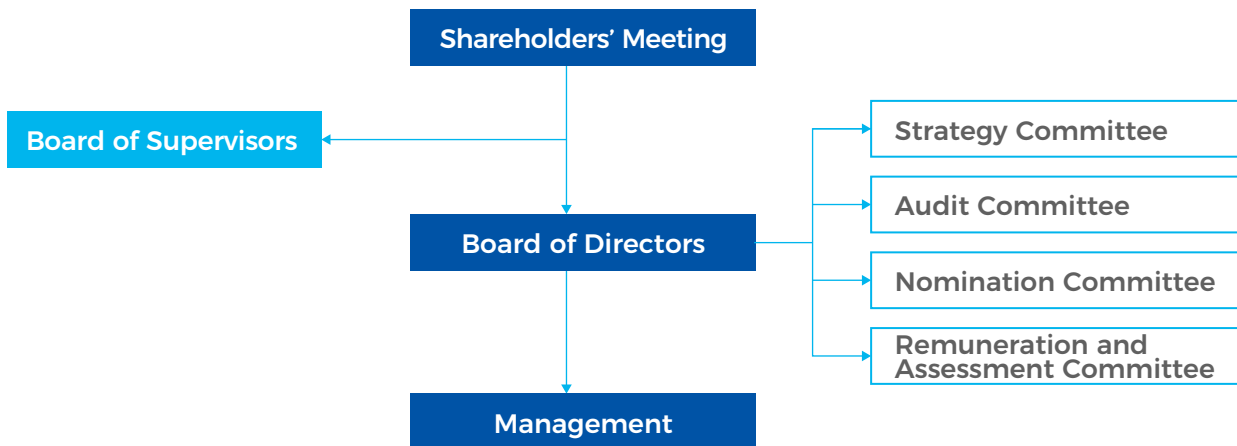 Shareholders’ Meeting
Board of Supervisors
Strategy Committee
Audit Committee
Board of Directors
Nomination Committee
Remuneration and
Assessment Committee
Management